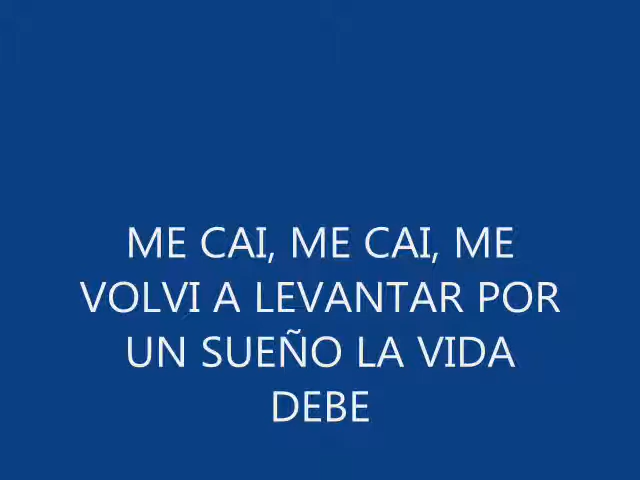 ME CAI, ME CAI, ME
VOLVI A LEVANTAR POR
UN SUEÑO LA VIDA
DEBE